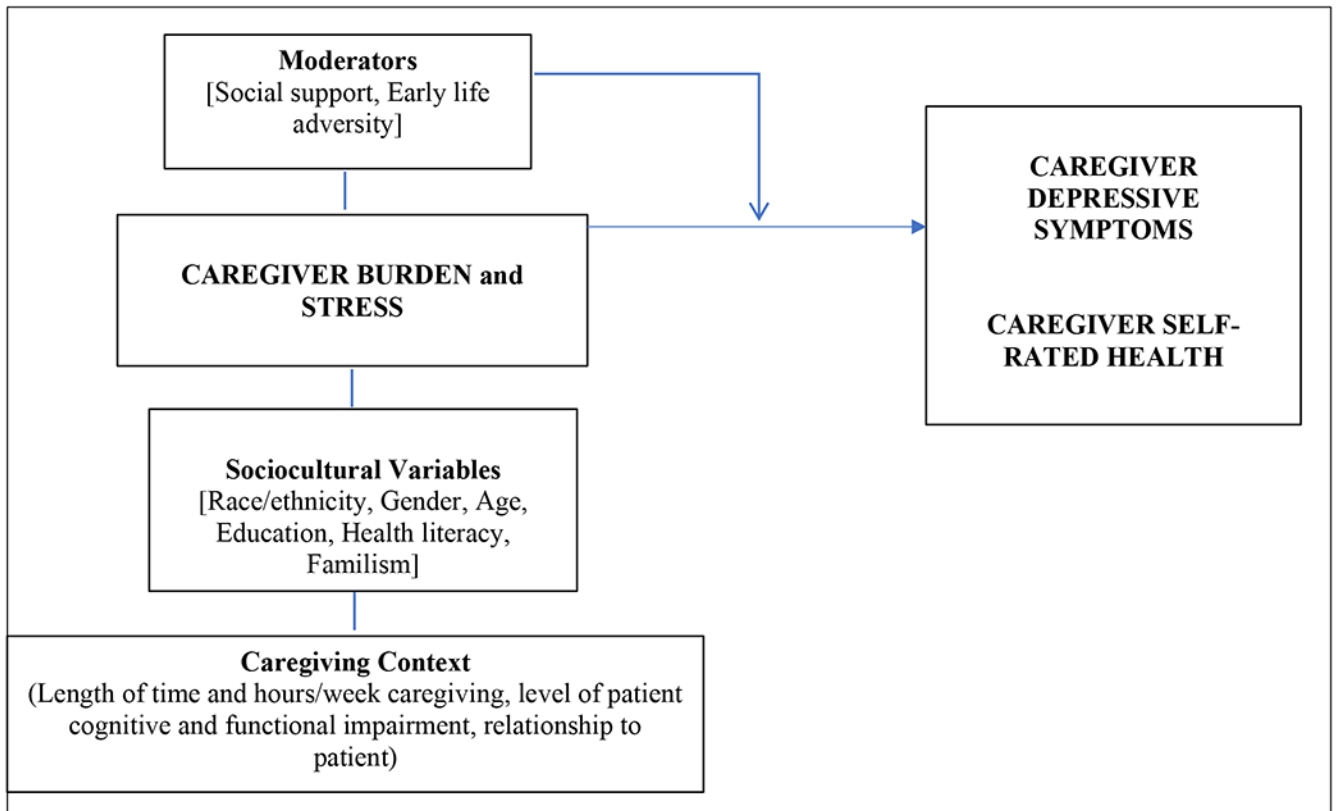 Moderators
[Social support, Early life
adversity]
CAREGIVER BURDEN and
STRESS
CAREGIVER
DEPRESSIVE
SYMPTOMS
CAREGIVER SELF-
RATED HEALTH
Sociocultural Variables
[Race/ethnicity, Gender, Age,
Education, Health literacy,
Familism]
Caregiving Context
(Length of time and hours/week caregiving, level of patient
cognitive and functional impairment, relationship to
patient)